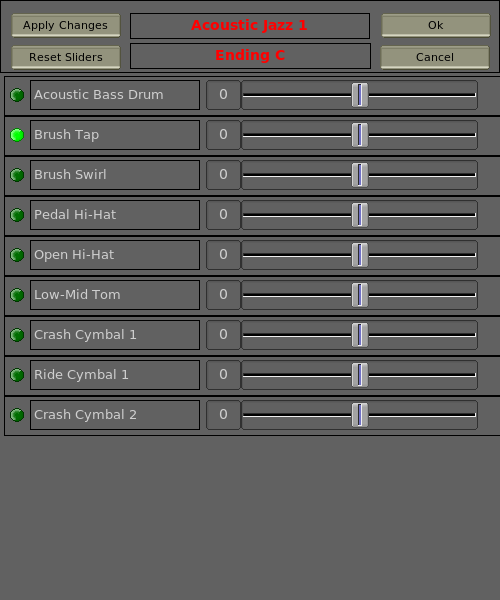 Apply Changes Acoustic Jazz 1 Ok
Reset Sliders Ending C Cancel
Acoustic Bass Drum 0
Brush Tap 0
Brush Swirl 0
Pedal Hi-Hat 0
Open Hi-Hat 0
Low-Mid Tom 0
Crash Cymbal 1 0
Ride Cymbal 1 0
Crash Cymbal 2 0